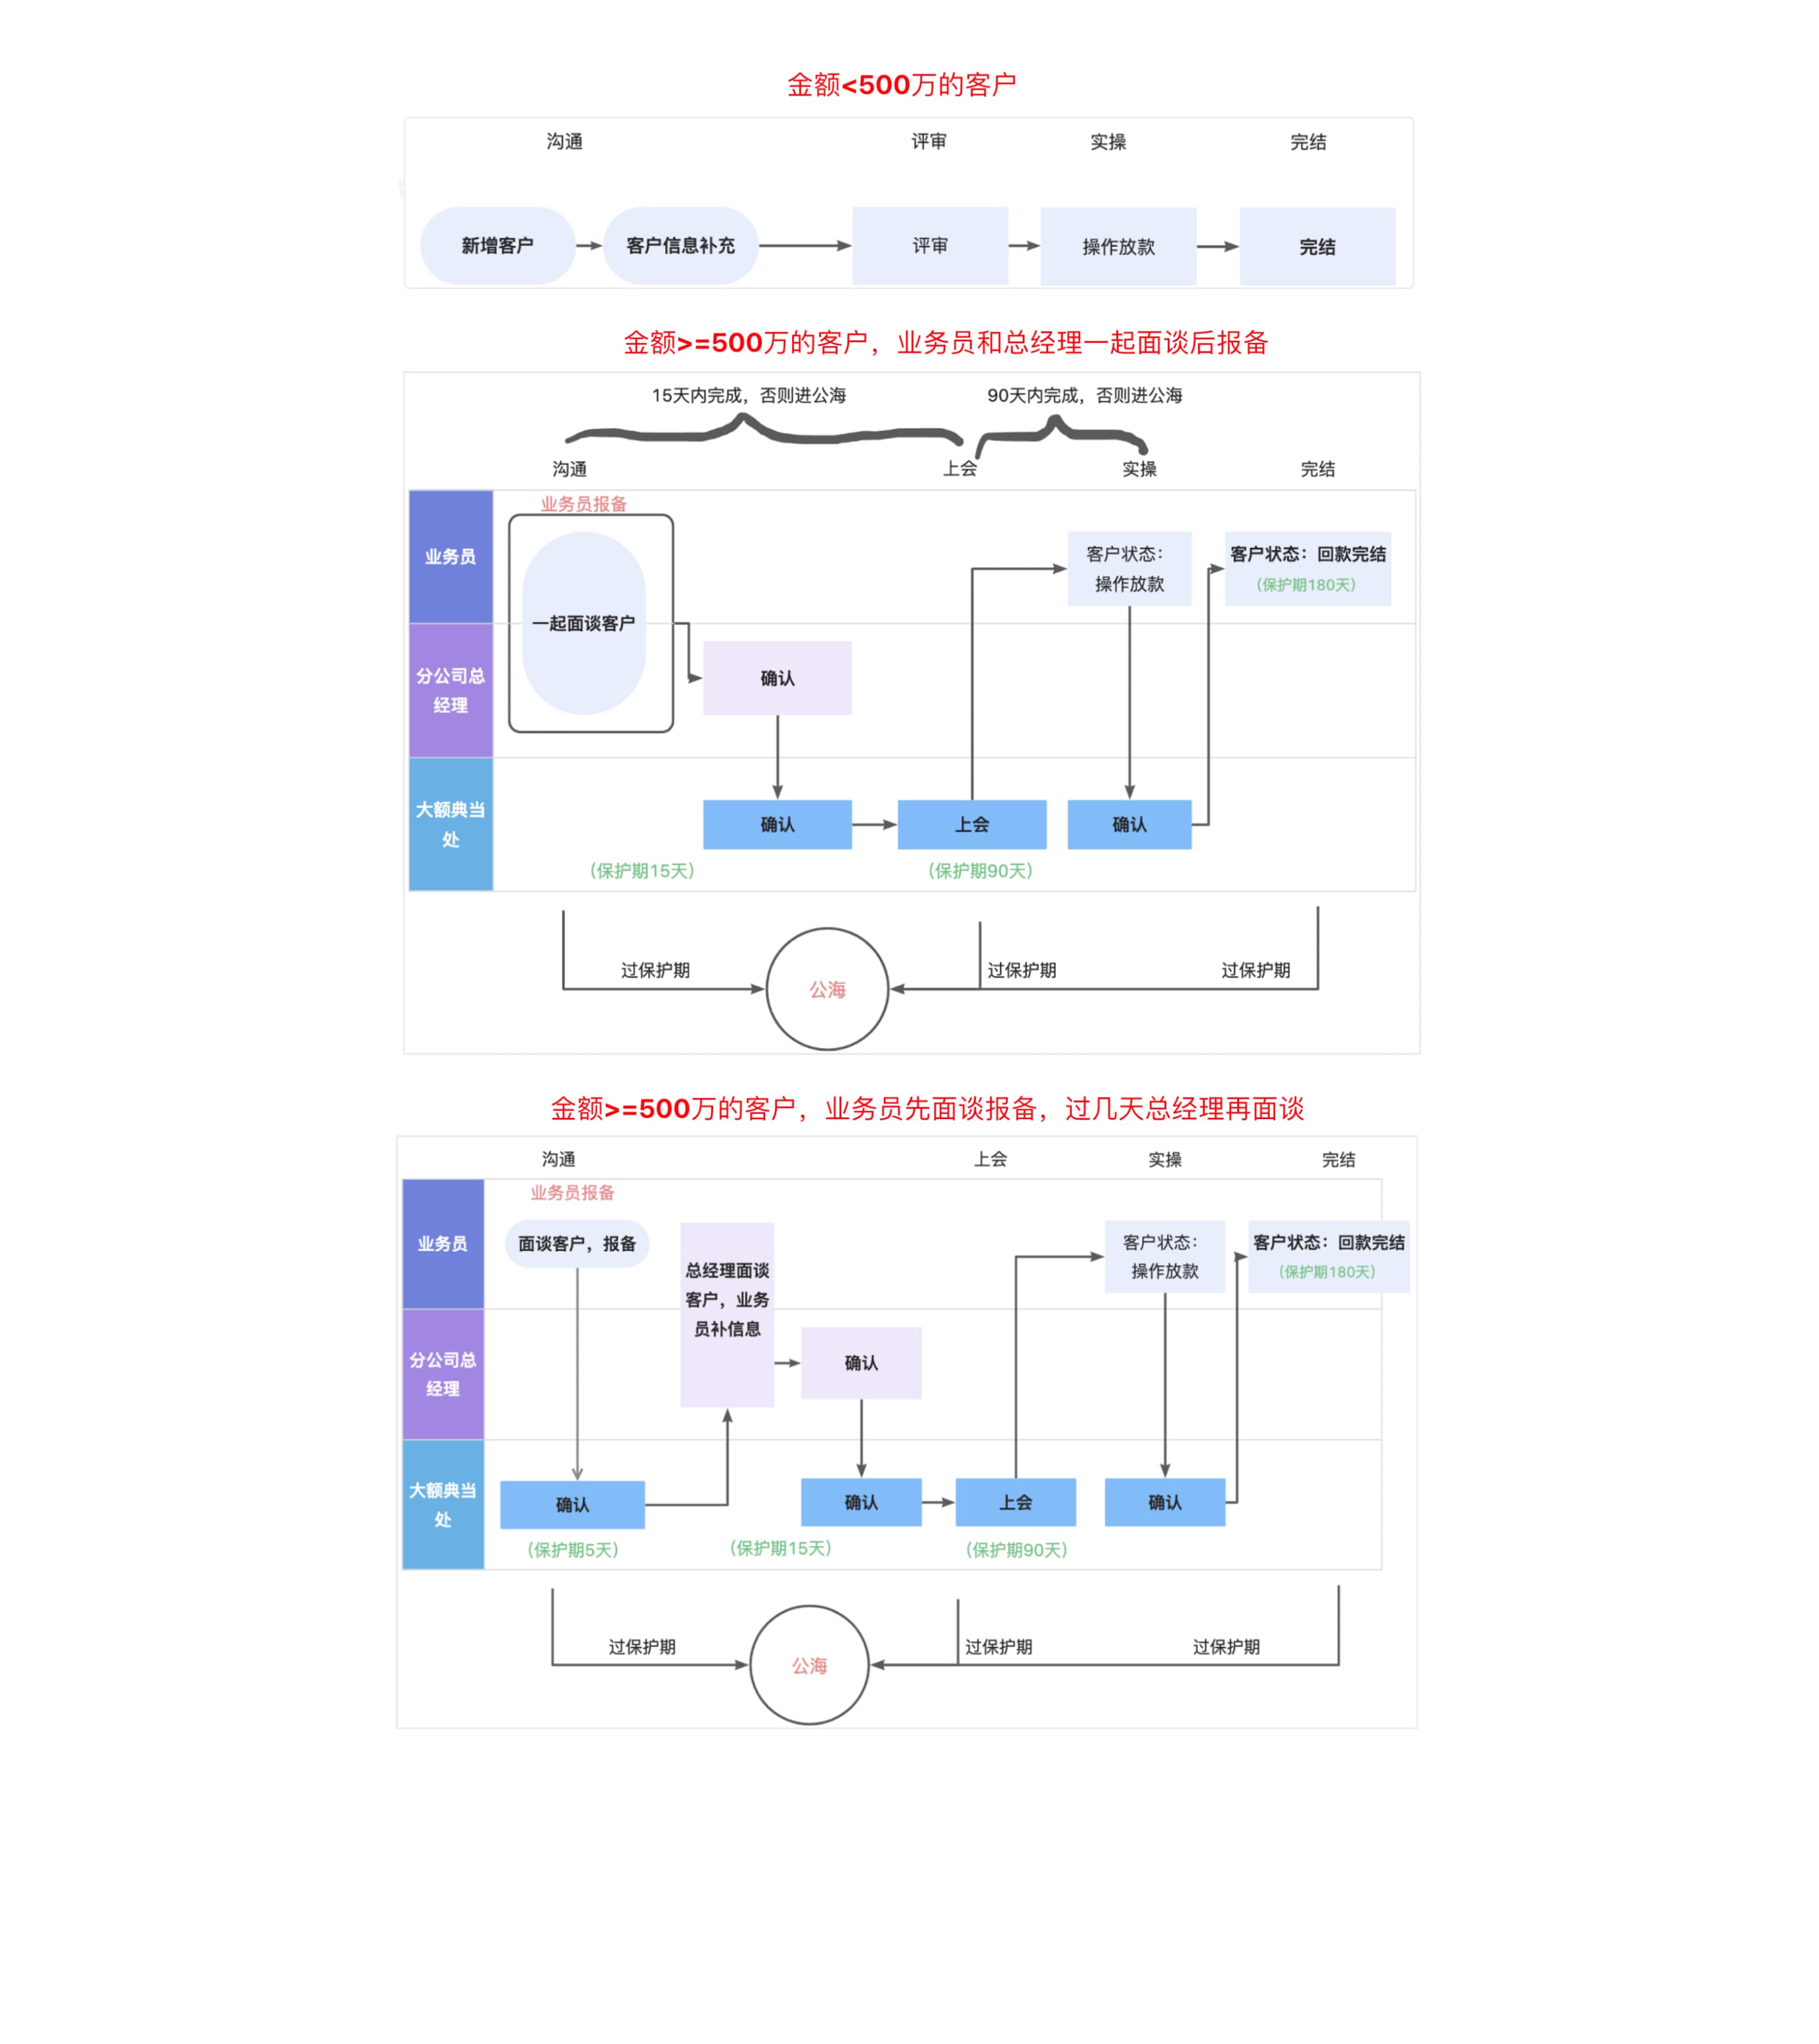 金额<500万的客户
沟通
评审
实操
完结
新增客户
客户信息补充
评审
操作放款
完结
金额>=500万的客户，业务员和总经理一起面谈后报备
15天内完成，否则进公海
90天内完成，否则进公海
沟通
上会
实操
完结
业务员报备
业务员
客户状态：
操作放款
客户状态：回款完结
（保护期180天）
一起面谈客户
分公司总
经理
确认
大额典当
处
确认
上会
确认
（保护期15天）
（保护期90天）
过保护期
公海
过保护期
过保护期
金额>=500万的客户，业务员先面谈报备，过几天总经理再面谈
沟通
上会
实操
完结
业务员报备
业务员
面谈客户，报备
总经理面谈
客户，业务
员补信息
客户状态：
操作放款
客户状态：回款完结
（保护期180天）
分公司总
经理
确认
大额典当
处
确认
确认
上会
确认
（保护期5天）
（保护期15天）
（保护期90天）
过保护期
公海
过保护期
过保护期